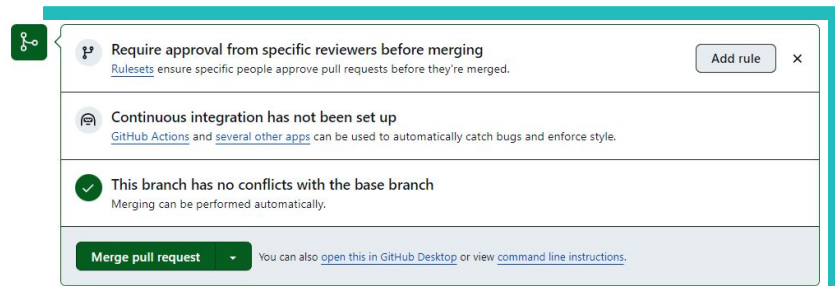 Require approval from specific reviewers before merging
Rulesets ensure specific people approve pull requests before they're merged.
Add rule
Continuous integration has not been set up
GitHub Actions and several other apps can be used to automatically catch bugs and enforce style.
This branch has no conflicts with the base branch
Merging can be performed automatically.
Merge pull request
You can also open this in GitHub Desktop or view command line instructions.